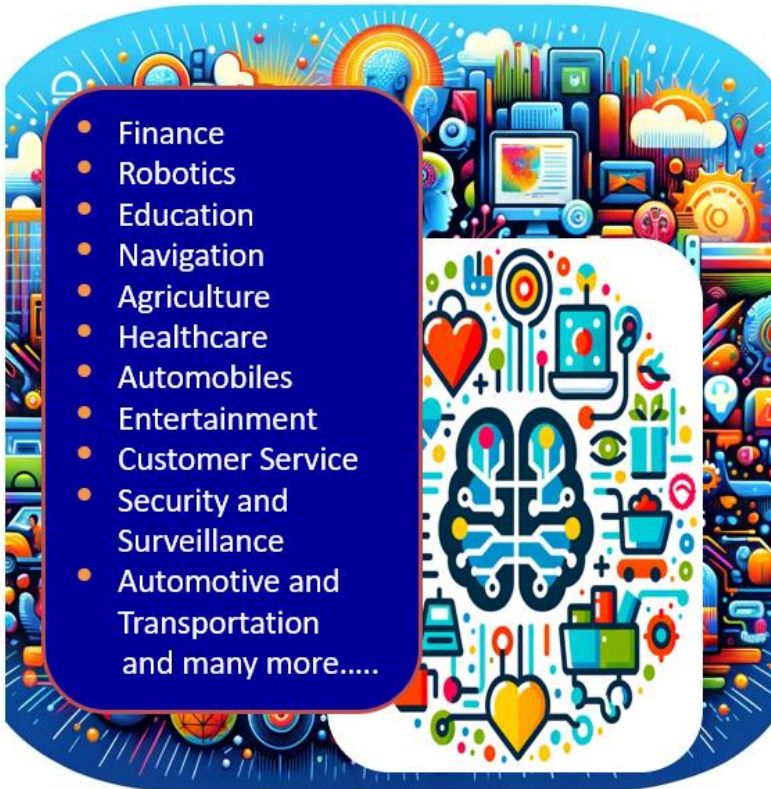 • Finance
• Robotics
• Education
• Navigation
• Agriculture
• Healthcare
• Automobiles
• Entertainment
• Customer Service
• Security and
Surveillance
• Automotive and
Transportation
and many more.....